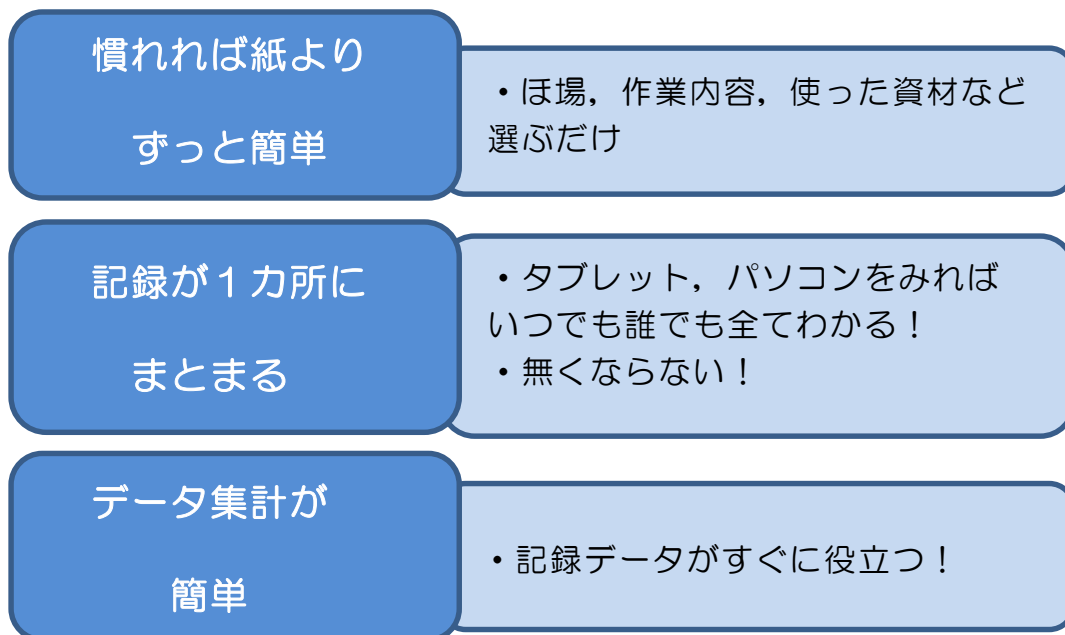 慣れれば紙より
ずっと簡単
・ほ場，作業内容，使った資材など
選ぶだけ
記録が１カ所に
まとまる
・タブレット，パソコンをみれば
いつでも誰でも全てわかる！
・無くならない！
データ集計が
簡単
・記録データがすぐに役立つ！